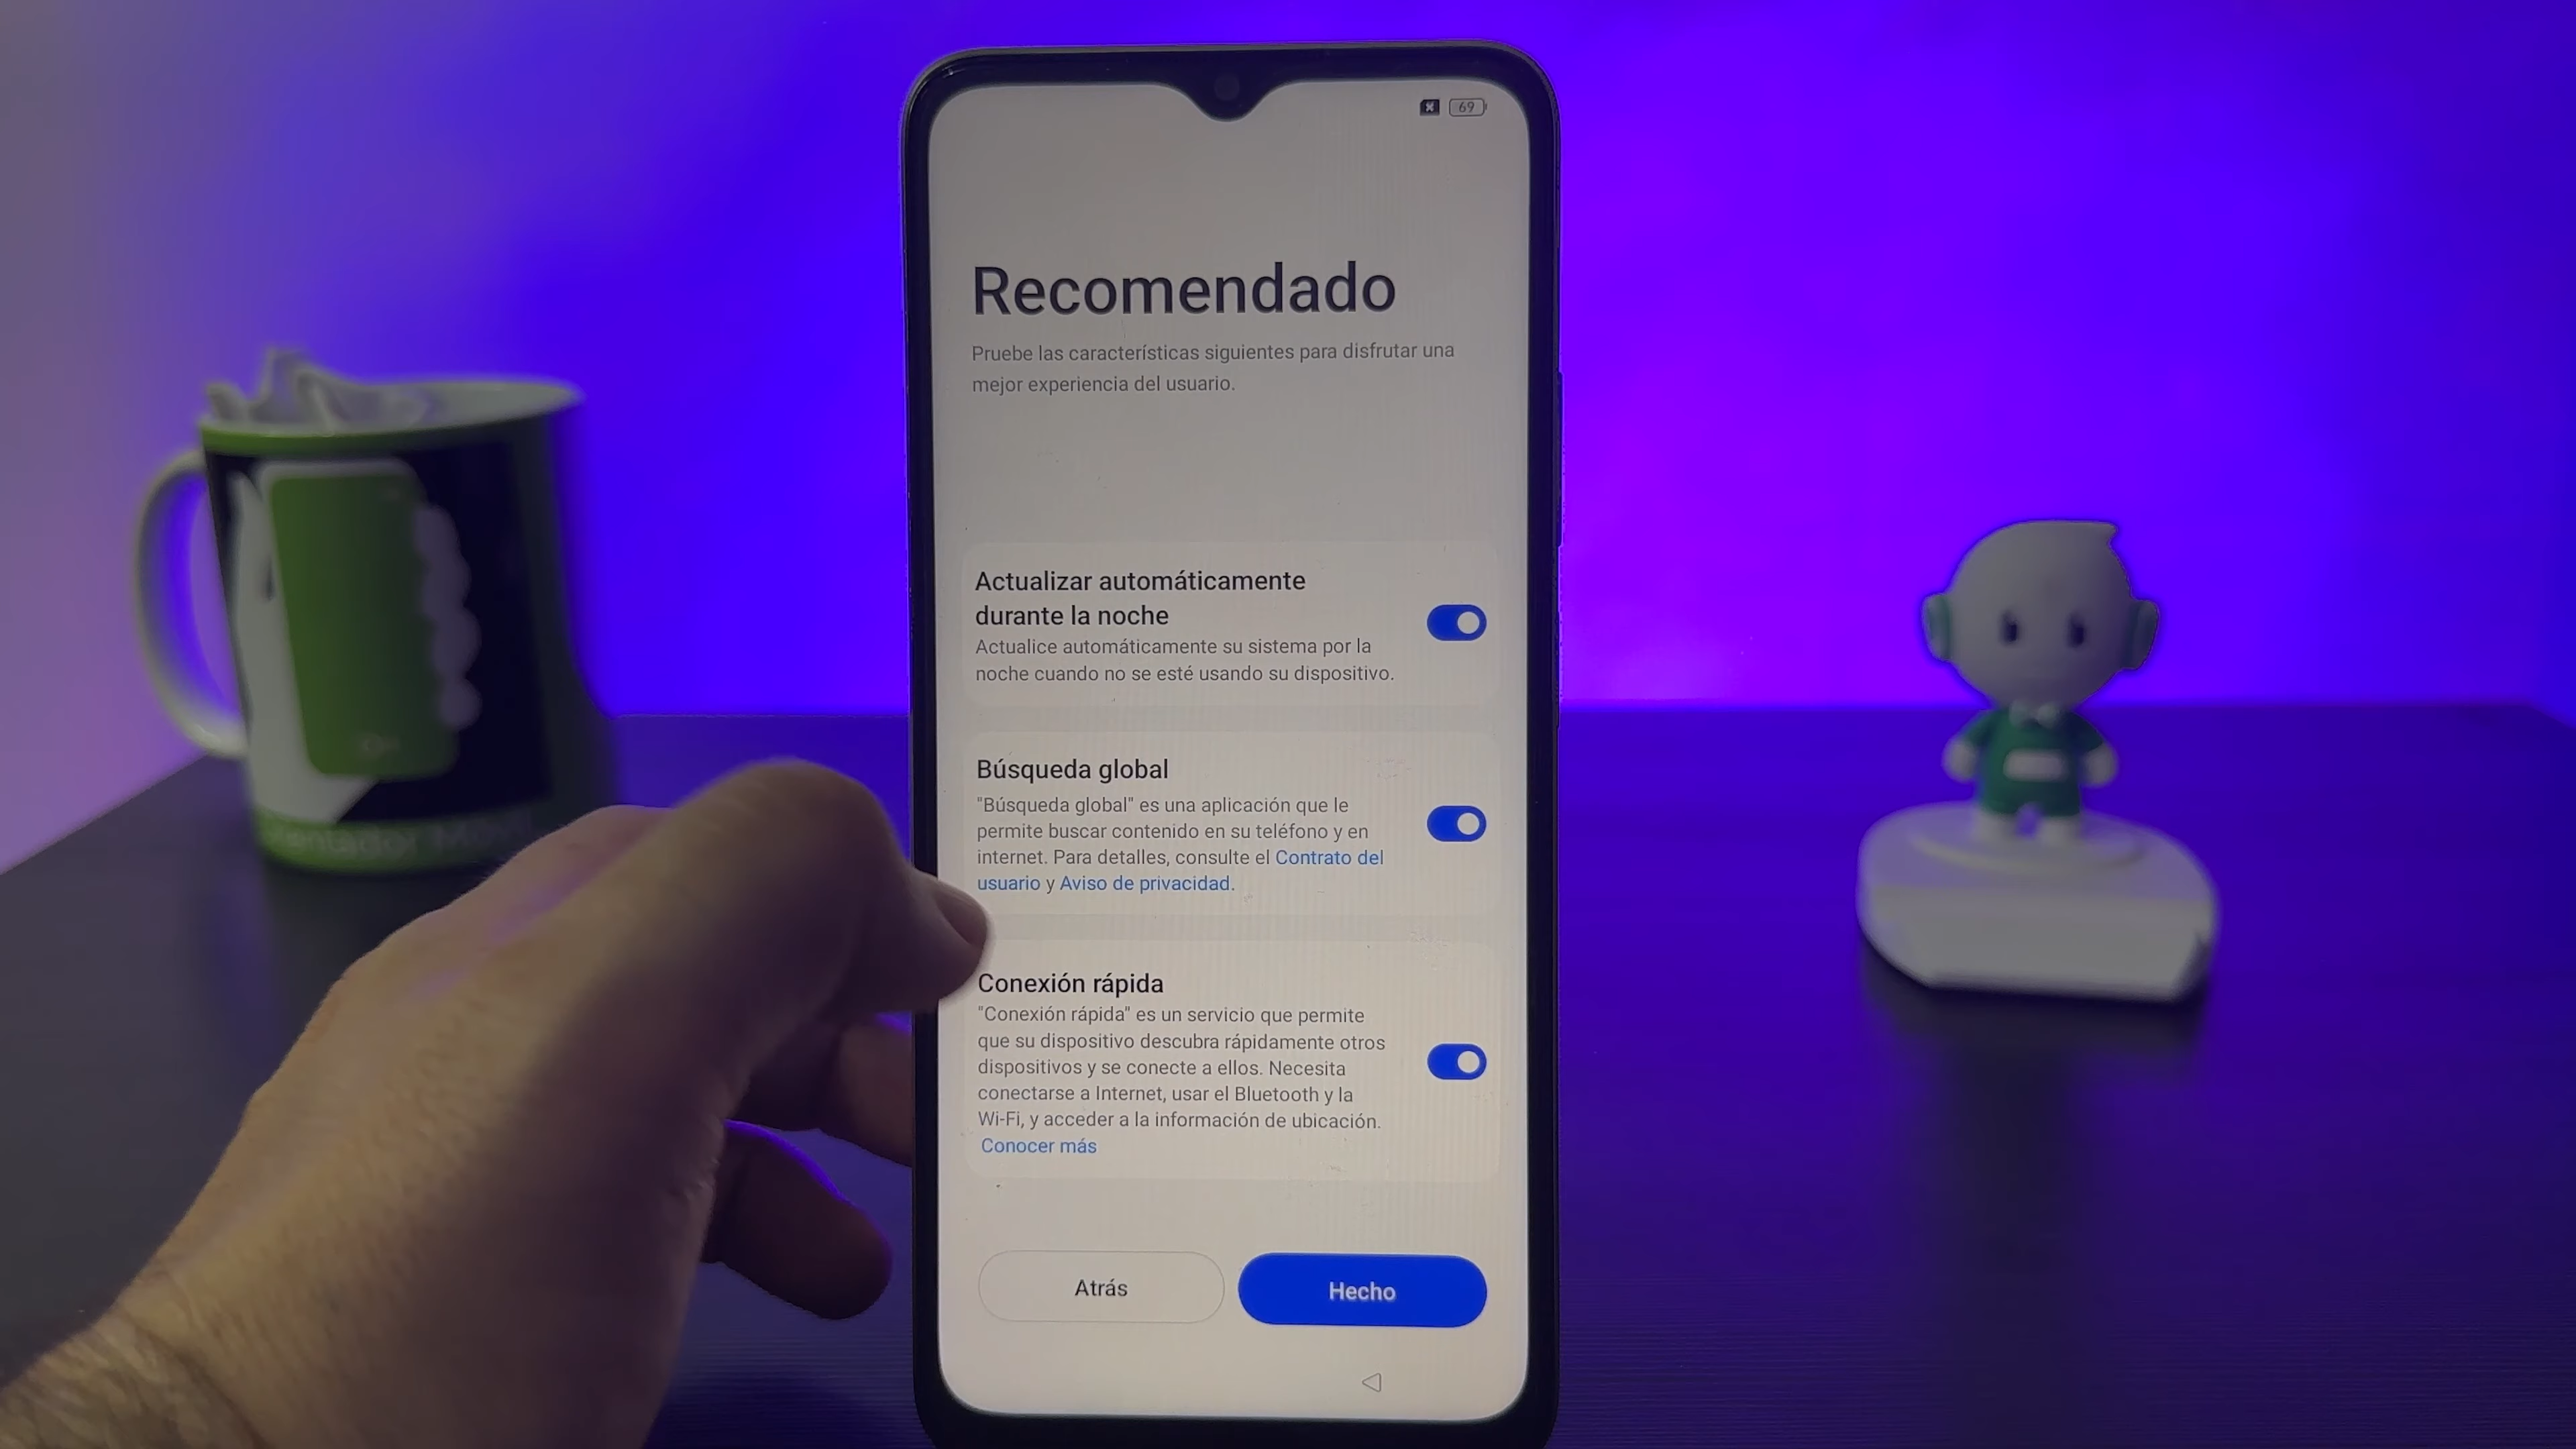 69
Recomendado
Pruebe las características siguientes para disfrutar una
mejor experiencia del usuario.
Actualizar automáticamente
durante la noche
Actualice automáticamente su sistema por la
noche cuando no se esté usando su dispositivo.
Búsqueda global
"Búsqueda global" es una aplicación que le
permite buscar contenido en su teléfono y en
internet. Para detalles, consulte el Contrato del
usuario y Aviso de privacidad.
Conexión rápida
"Conexión rápida" es un servicio que permite
que su dispositivo descubra rápidamente otros
dispositivos y se conecte a ellos. Necesita
conectarse a Internet, usar el Bluetooth y la
Wi-Fi, y acceder a la información de ubicación.
Conocer más
Atrás
Hecho